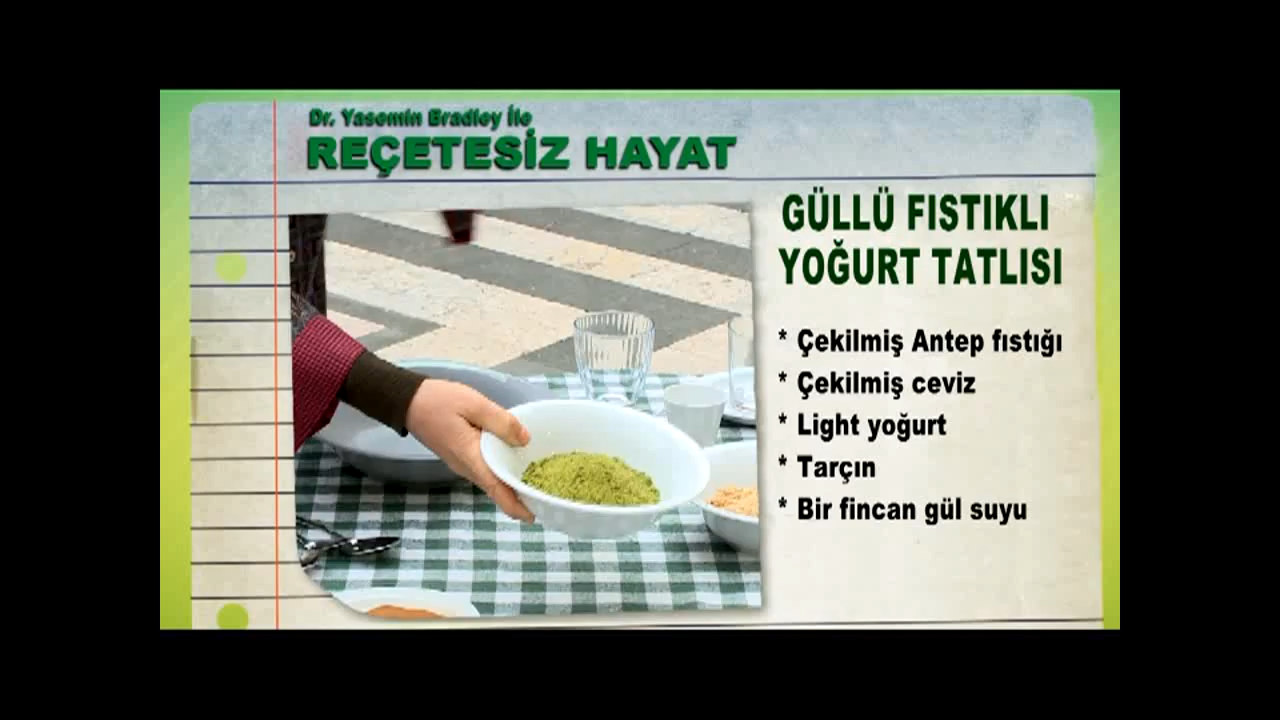 Dr. Yasemin Bradley İle
REÇETESİZ HAYAT
GÜLLÜ FISTIKLI
YOĞURT TATLISI
* Çekilmiş Antep fıstığı
* Çekilmiş ceviz
* Light yoğurt
* Tarçın
* Bir fincan gül suyu